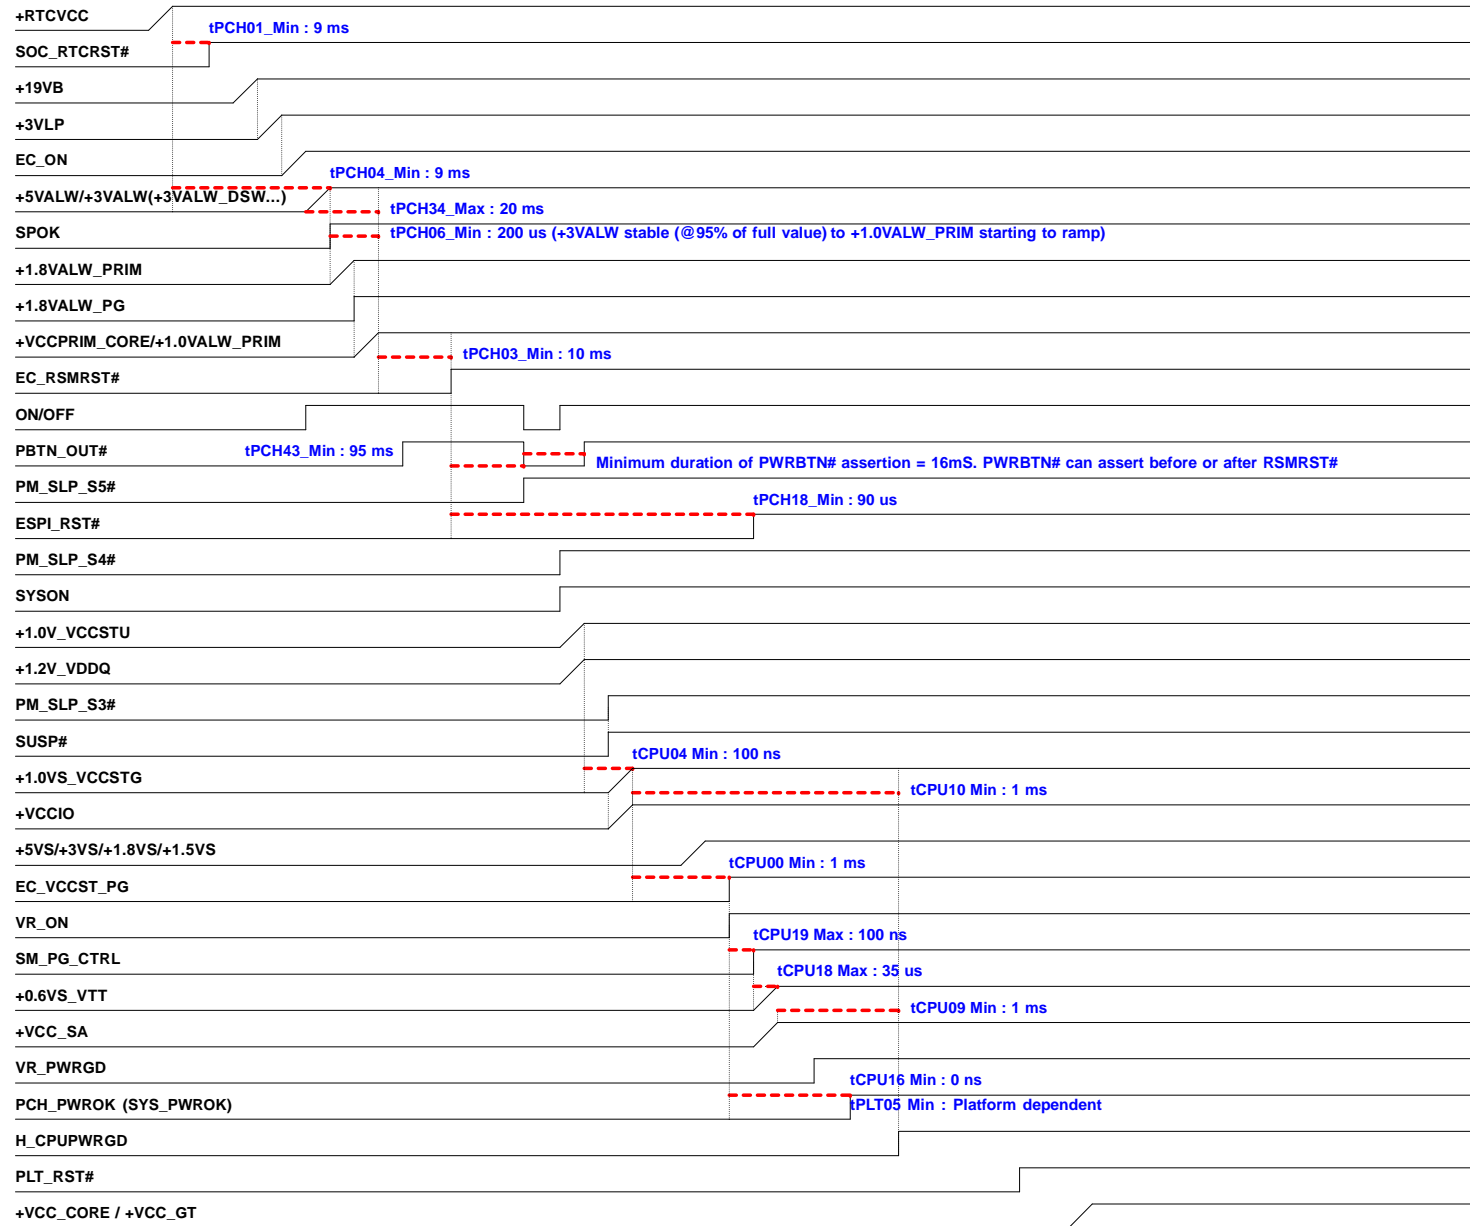 +RTCVCC
tPCH01_Min : 9 ms
SOC_RTCRST#
+19VB
+3VLP
EC_ON
tPCH04_Min : 9 ms
+5VALW/+3VALW(+3VALW_DSW...)
tPCH34_Max : 20 ms
SPOK
tPCH06_Min : 200 us (+3VALW stable (@95% of full value) to +1.0VALW_PRIM starting to ramp)
+1.8VALW_PRIM
+1.8VALW_PG
+VCCPRIM_CORE/+1.0VALW_PRIM
tPCH03_Min : 10 ms
EC_RSMRST#
ON/OFF
PBTN_OUT#
tPCH43_Min : 95 ms
Minimum duration of PWRBTN# assertion = 16mS. PWRBTN# can assert before or after RSMRST#
PM_SLP_S5#
tPCH18_Min : 90 us
ESPI_RST#
PM_SLP_S4#
SYSON
+1.0V_VCCSTU
+1.2V_VDDQ
PM_SLP_S3#
SUSP#
tCPU04 Min : 100 ns
+1.0VS_VCCSTG
tCPU10 Min : 1 ms
+VCCIO
+5VS/+3VS/+1.8VS/+1.5VS
tCPU00 Min : 1 ms
EC_VCCST_PG
VR_ON
tCPU19 Max : 100 ns
SM_PG_CTRL
tCPU18 Max : 35 us
+0.6VS_VTT
tCPU09 Min : 1 ms
+VCC_SA
VR_PWRGD
tCPU16 Min : 0 ns
PCH_PWROK (SYS_PWROK)
tPLT05 Min : Platform dependent
H_CPUPWRGD
PLT_RST#
+VCC_CORE / +VCC_GT